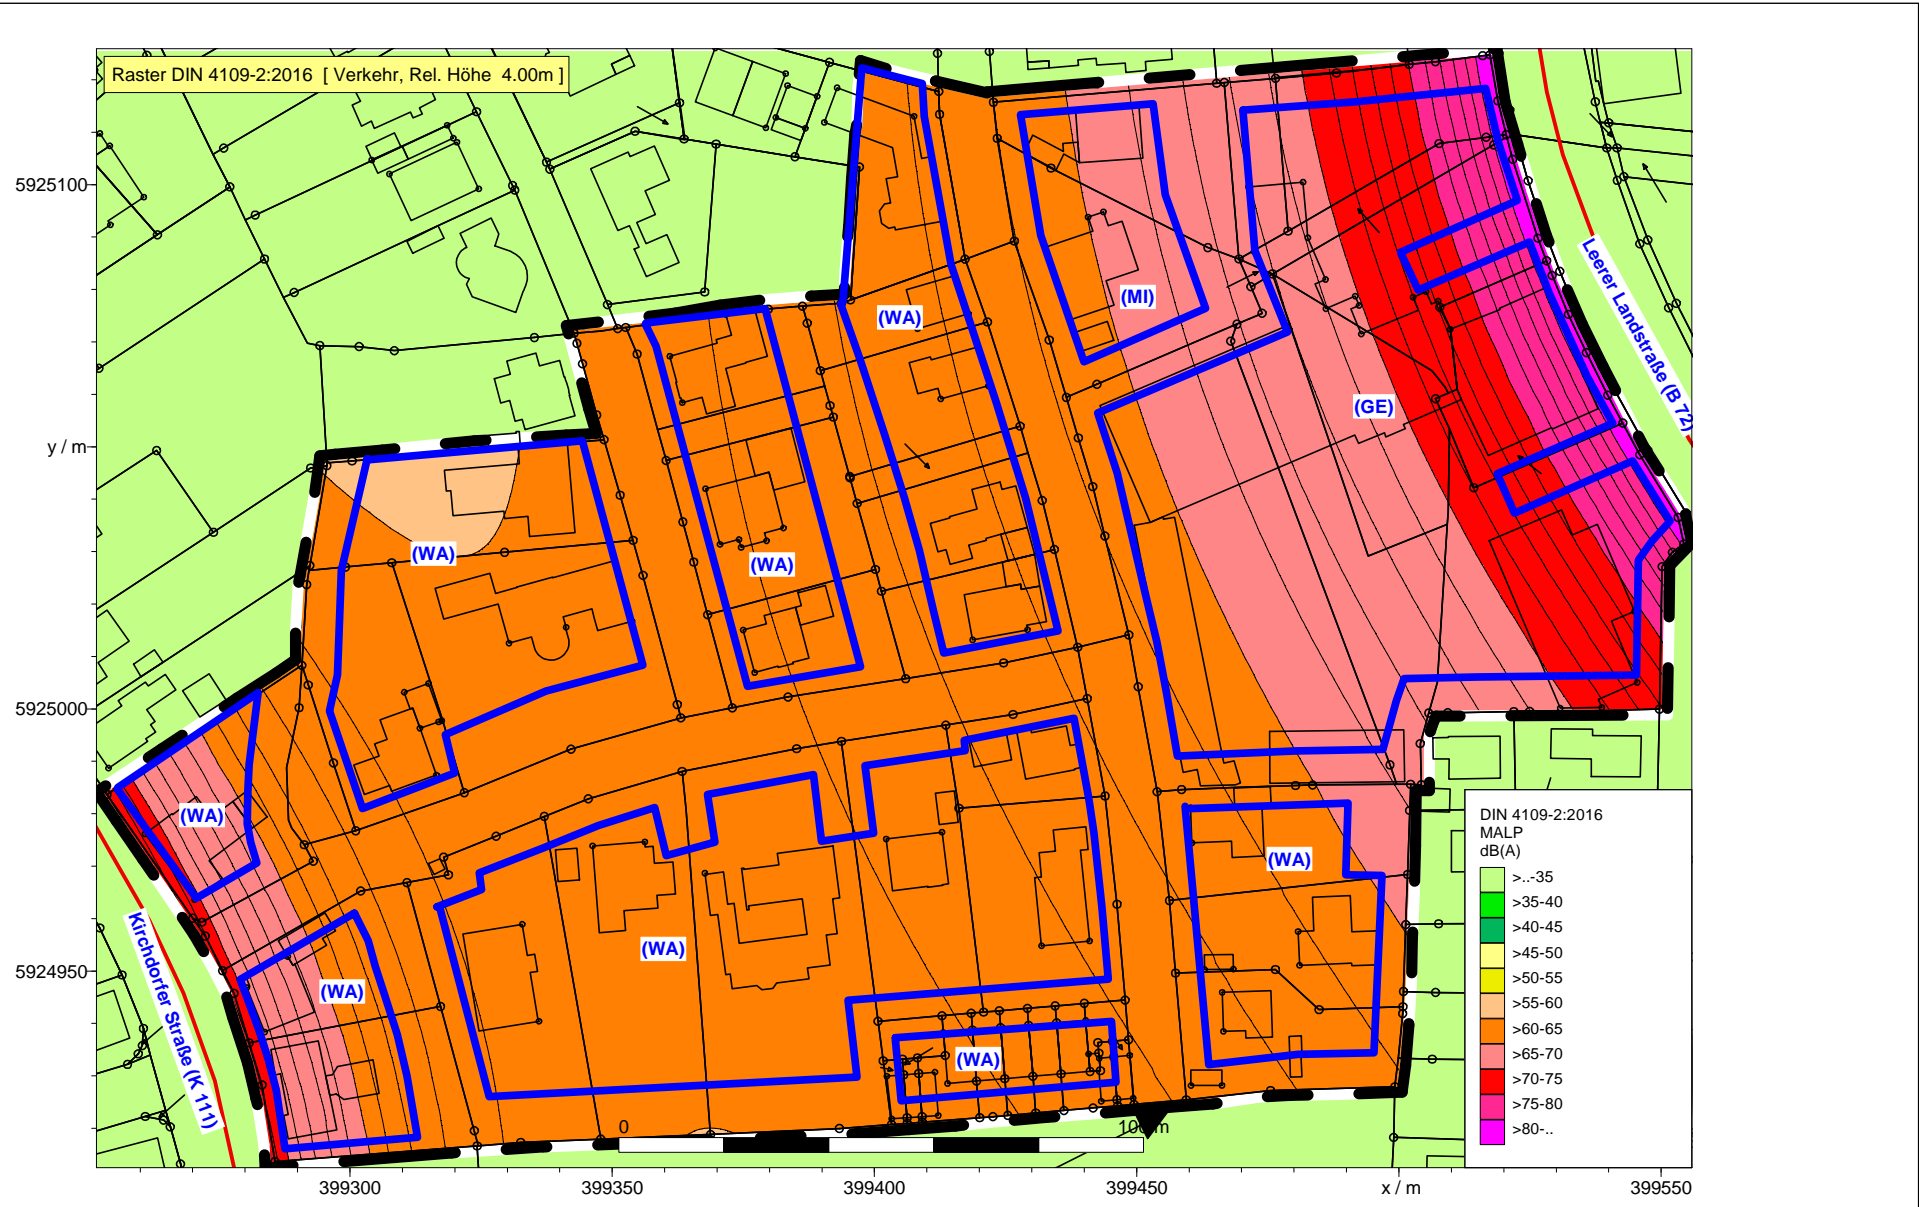 Raster DIN 4109-2:2016 [ Verkehr, Rel. Höhe 4.00m ]
5925100
y / m
5925000
5924950
(WA)
(MI)
(GE)
(WA)
(WA)
(WA)
(WA)
(WA)
(WA)
(WA)
(WA)
Leerer Landstraße (B 72)
Kirchdorfer Straße (K 111)
0
100 m
399300
399350
399400
399450
x / m
399550
DIN 4109-2:2016
MALP
dB(A)
>..-35
>35-40
>40-45
>45-50
>50-55
>55-60
>60-65
>65-70
>70-75
>75-80
>80-..